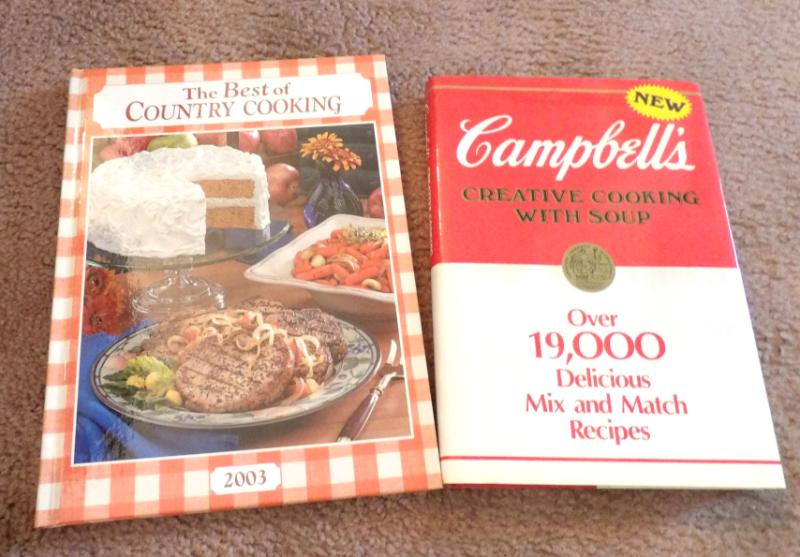 The Best of
COUNTRY COOKING
2003
NEW
Campbell's
CREATIVE COOKING
WITH SOUP
Over
19,000
Delicious
Mix and Match
Recipes